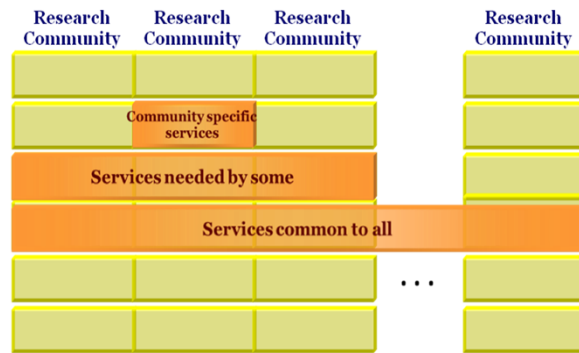 Research Community
Research Community
Research Community
Research Community
Community specific services
Services needed by some
Services common to all
...